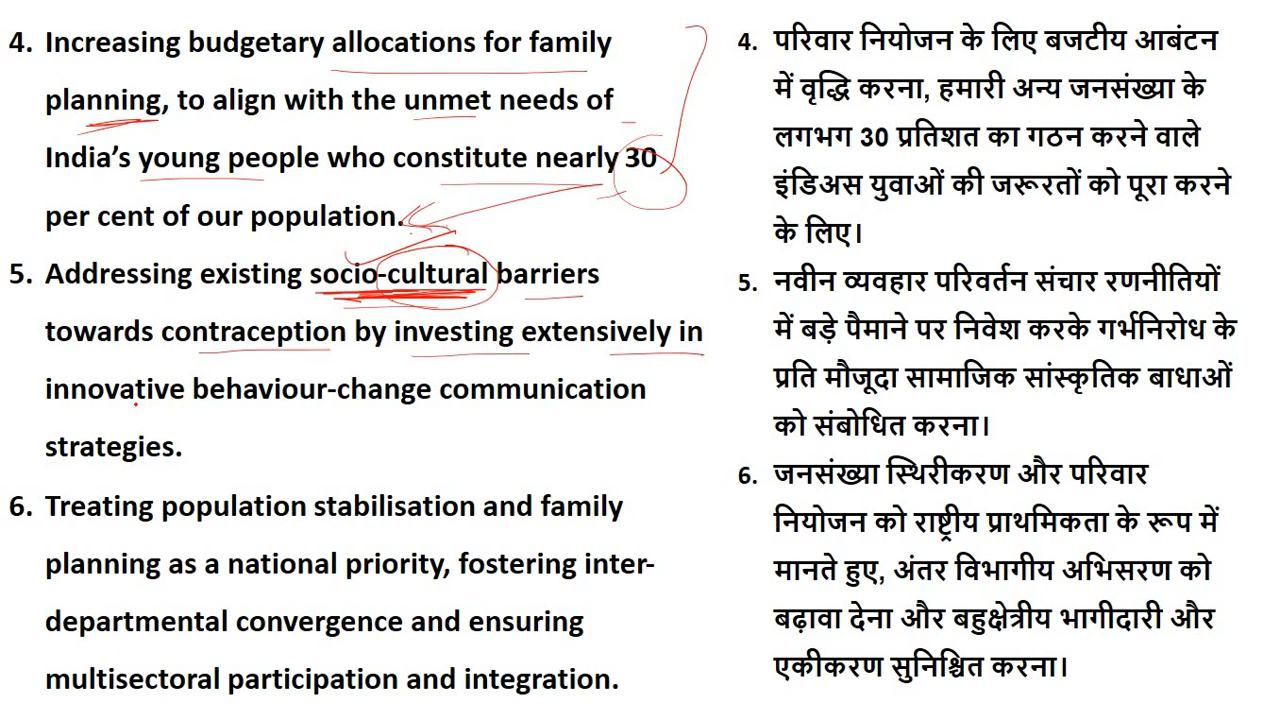 4. Increasing budgetary allocations for family
planning, to align with the unmet needs of
India's young people who constitute nearly 30
per cent of our population.
5. Addressing existing socio-cultural barriers
towards contraception by investing extensively in
innovative behaviour-change communication
strategies.
6. Treating population stabilisation and family
planning as a national priority, fostering inter-
departmental convergence and ensuring
multisectoral participation and integration.
4. परिवार नियोजन के लिए बजटीय आबंटन
में वृद्धि करना, हमारी अन्य जनसंख्या के
लगभग 30 प्रतिशत का गठन करने वाले
इंडिअस युवाओं की जरूरतों को पूरा करने
के लिए।
5. नवीन व्यवहार परिवर्तन संचार रणनीतियों
में बड़े पैमाने पर निवेश करके गर्भनिरोध के
प्रति मौजूदा सामाजिक सांस्कृतिक बाधाओं
को संबोधित करना।
6. जनसंख्या स्थिरीकरण और परिवार
नियोजन को राष्ट्रीय प्राथमिकता के रूप में
मानते हुए, अंतर विभागीय अभिसरण को
बढ़ावा देना और बहुक्षेत्रीय भागीदारी और
एकीकरण सुनिश्चित करना।